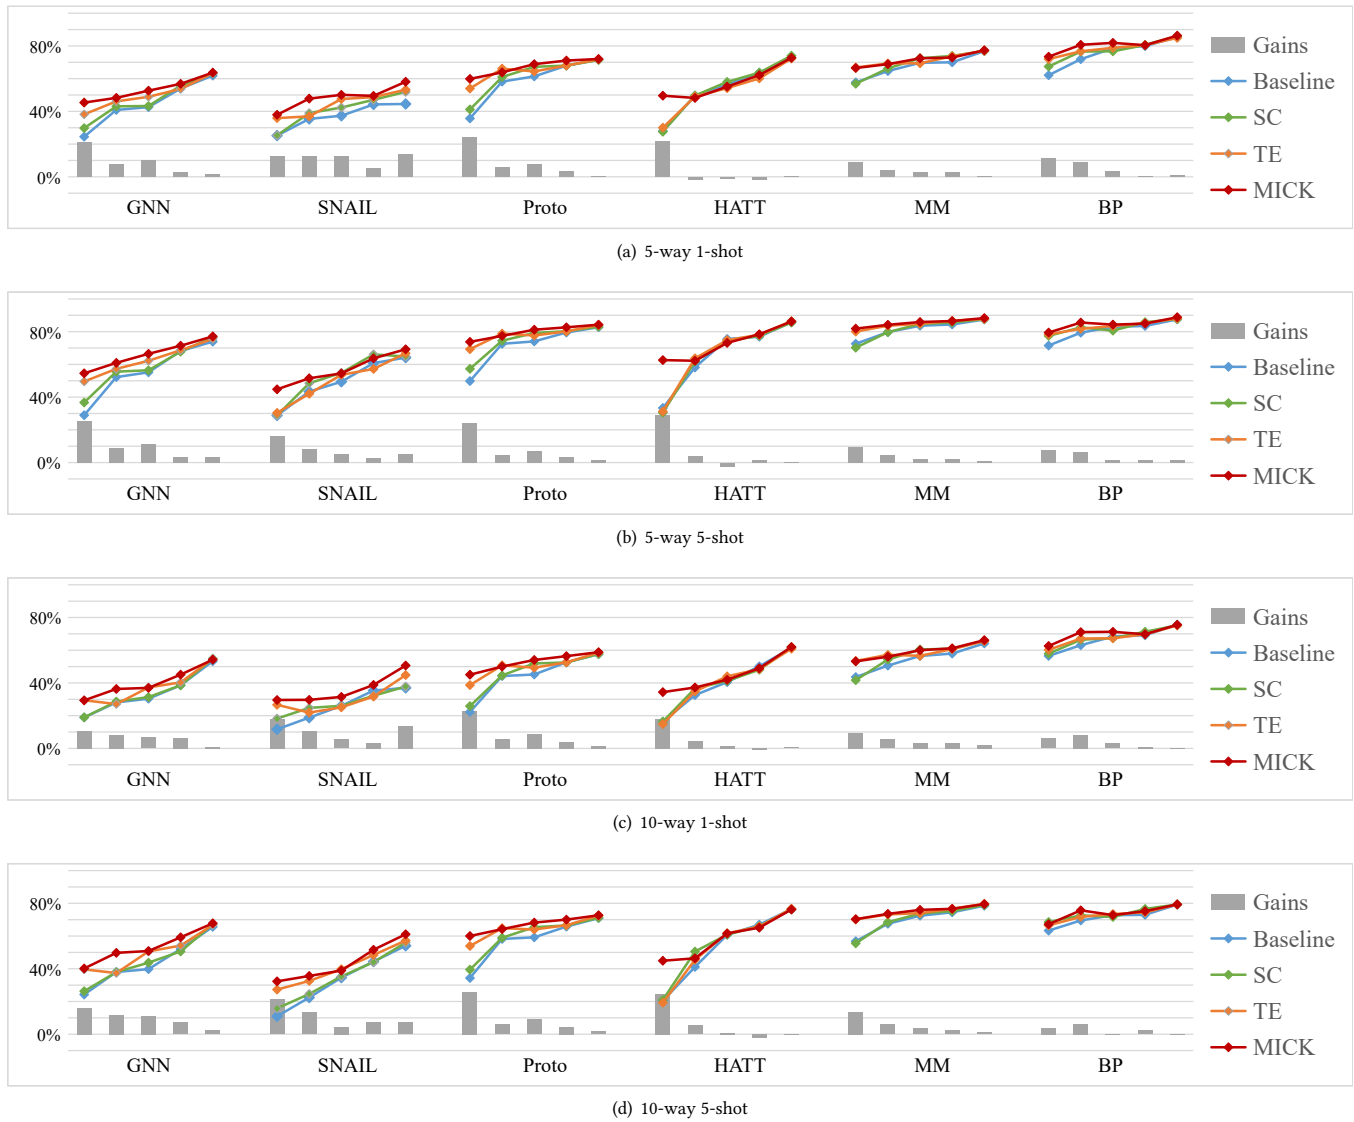 80%
40%
0%
GNN SNAIL Proto HATT MM BP
Gains
Baseline
SC
TE
MICK
(a) 5-way 1-shot
80%
40%
0%
GNN SNAIL Proto HATT MM BP
Gains
Baseline
SC
TE
MICK
(b) 5-way 5-shot
80%
40%
0%
GNN SNAIL Proto HATT MM BP
Gains
Baseline
SC
TE
MICK
(c) 10-way 1-shot
80%
40%
0%
GNN SNAIL Proto HATT MM BP
Gains
Baseline
SC
TE
MICK
(d) 10-way 5-shot